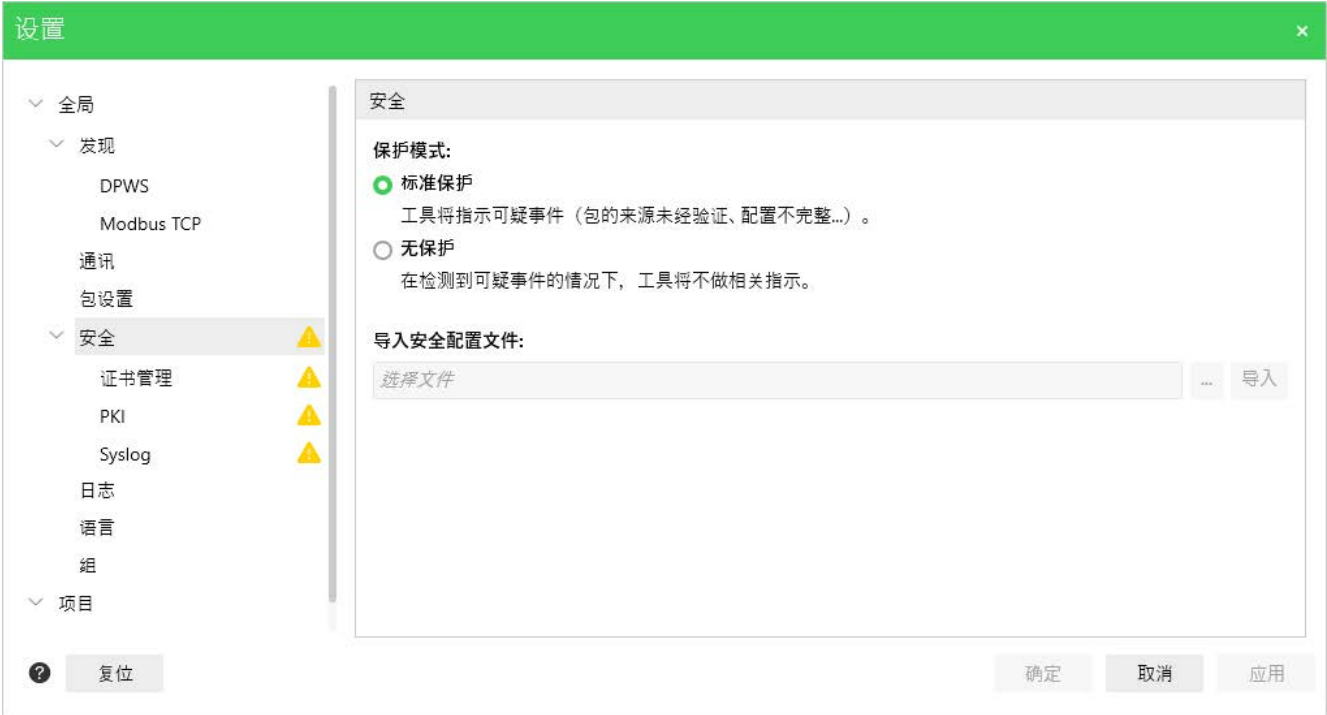 设置
全局
发现
DPWS
Modbus TCP
通讯
包设置
安全
证书管理
PKI
Syslog
日志
语言
组
项目
安全
保护模式:
标准保护
工具将指示可疑事件（包的来源未经验证、配置不完整...）。
无保护
在检测到可疑事件的情况下，工具将不做相关指示。
导入安全配置文件:
选择文件 ... 导入
复位 确定 取消 应用